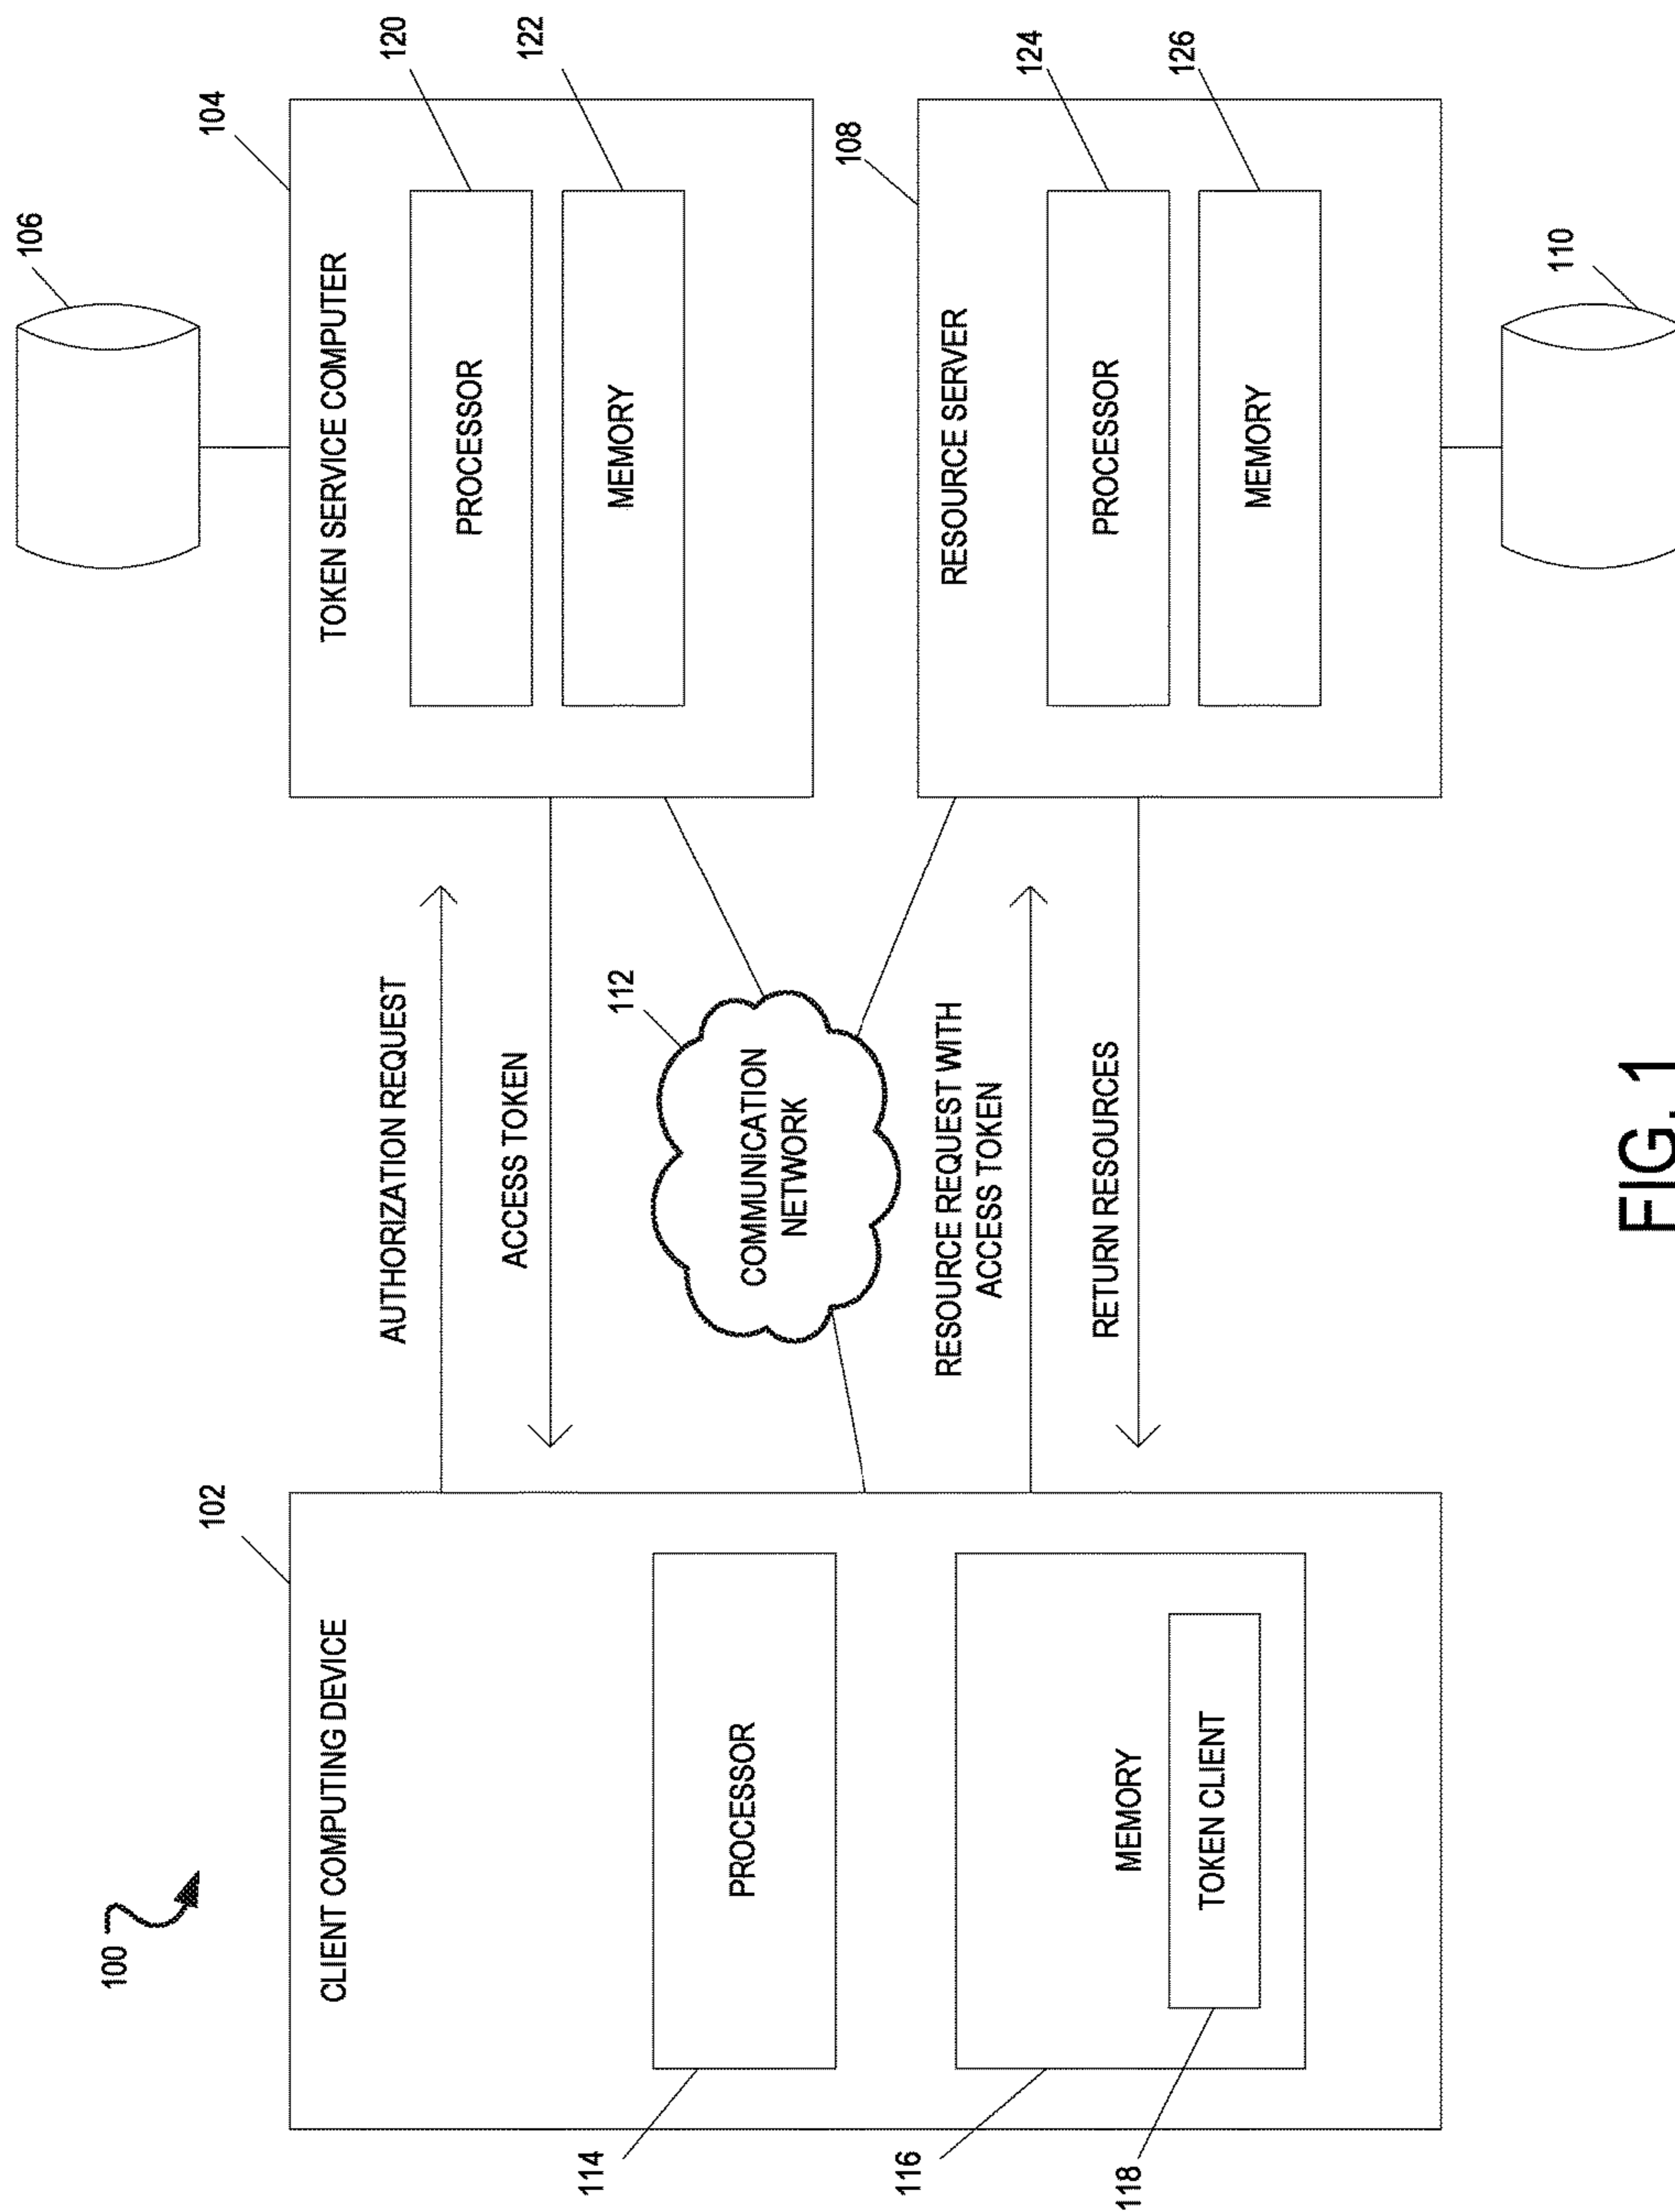 100
102
CLIENT COMPUTING DEVICE
PROCESSOR
114
MEMORY
116
TOKEN CLIENT
118
AUTHORIZATION REQUEST
ACCESS TOKEN
112
COMMUNICATION
NETWORK
RESOURCE REQUEST WITH
ACCESS TOKEN
RETURN RESOURCES
106
104
TOKEN SERVICE COMPUTER
PROCESSOR
120
MEMORY
122
108
RESOURCE SERVER
PROCESSOR
124
MEMORY
126
110
FIG. 1